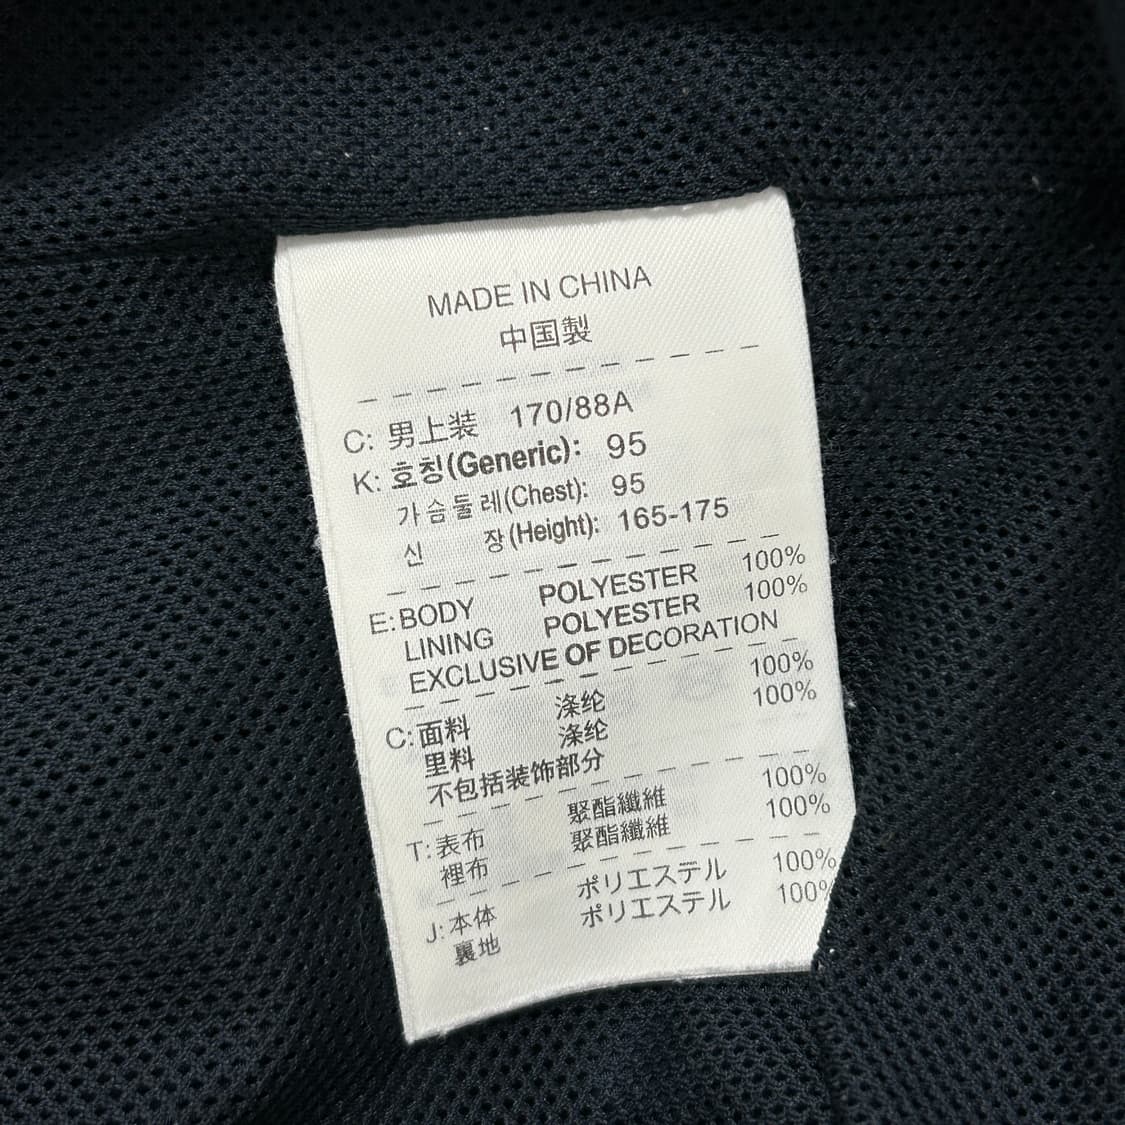 MADE IN CHINA
中国製
C: 男上装 170/88A
K: 호칭(Generic): 95
가슴둘레(Chest): 95
신 장(Height): 165-175
E: BODY POLYESTER 100%
LINING POLYESTER 100%
EXCLUSIVE OF DECORATION
C: 面料 涤纶 100%
里料 涤纶 100%
不包括装饰部分
T: 表布 聚酯纖維 100%
裡布 聚酯纖維 100%
J: 本体 ポリエステル 100%
裏地 ポリエステル 100%